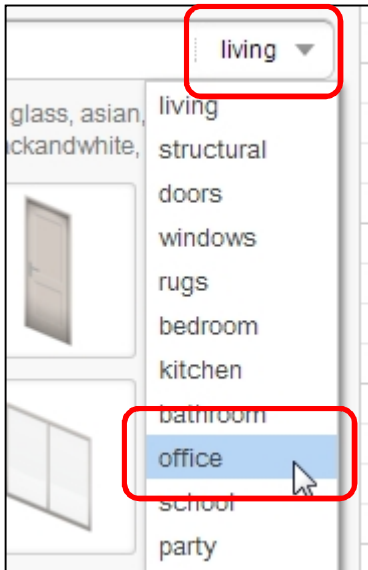 living
glass, asian,
ackandwhite,
living
structural
doors
windows
rugs
bedroom
kitchen
bathroom
office
school
party